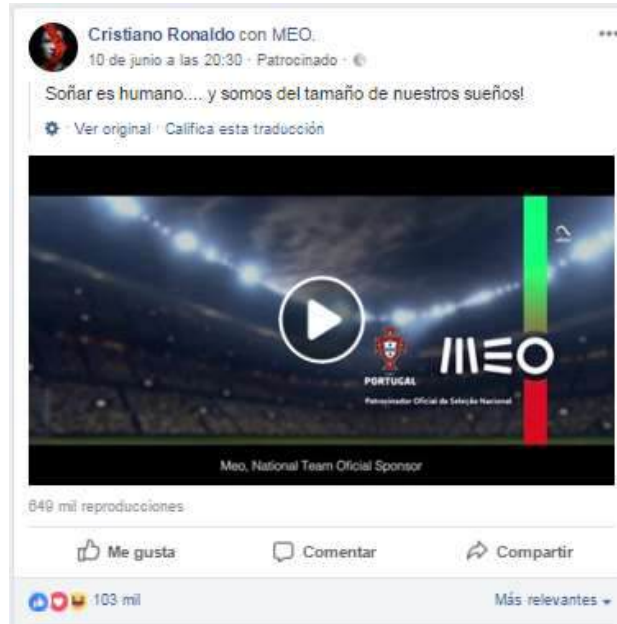 Cristiano Ronaldo con MEO.
10 de junio a las 20:30 · Patrocinado ·
Soñar es humano.... y somos del tamaño de nuestros sueños!
Ver original · Califica esta traducción
PORTUGAL
MEO
Patrocinador Oficial da Seleção Nacional
Meo, National Team Oficial Sponsor
649 mil reproducciones
Me gusta
Comentar
Compartir
103 mil
Más relevantes